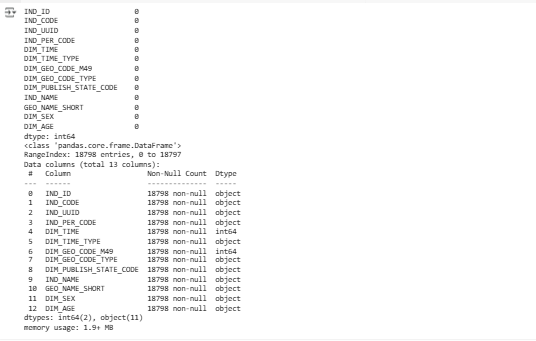 IND_ID 0
IND_CODE 0
IND_UUID 0
IND_PER_CODE 0
DIM_TIME 0
DIM_TIME_TYPE 0
DIM_GEO_CODE_M49 0
DIM_GEO_CODE_TYPE 0
DIM_PUBLISH_STATE_CODE 0
IND_NAME 0
GEO_NAME_SHORT 0
DIM_SEX 0
DIM_AGE 0
dtype: int64
<class 'pandas.core.frame.DataFrame'>
RangeIndex: 18798 entries, 0 to 18797
Data columns (total 13 columns):
# Column Non-Null Count Dtype
--- ------ -------------- -----
0 IND_ID 18798 non-null object
1 IND_CODE 18798 non-null object
2 IND_UUID 18798 non-null object
3 IND_PER_CODE 18798 non-null object
4 DIM_TIME 18798 non-null int64
5 DIM_TIME_TYPE 18798 non-null object
6 DIM_GEO_CODE_M49 18798 non-null int64
7 DIM_GEO_CODE_TYPE 18798 non-null object
8 DIM_PUBLISH_STATE_CODE 18798 non-null object
9 IND_NAME 18798 non-null object
10 GEO_NAME_SHORT 18798 non-null object
11 DIM_SEX 18798 non-null object
12 DIM_AGE 18798 non-null object
dtypes: int64(2), object(11)
memory usage: 1.9+ MB